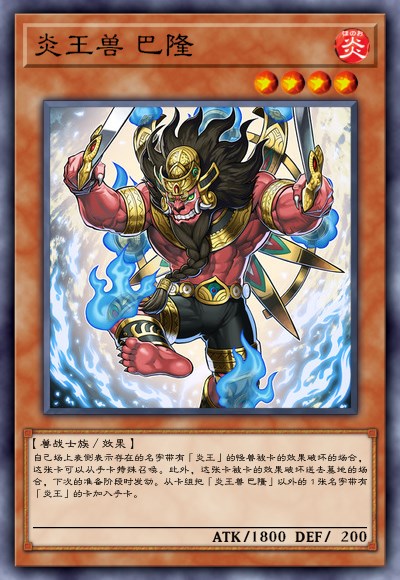 炎王兽 巴隆
ほのお
炎
【兽战士族／效果】
自己场上表侧表示存在的名字带有「炎王」的怪兽被卡的效果破坏的场合，
这张卡可以从手卡特殊召唤。此外，这张卡被卡的效果破坏送去墓地的场
合，下次的准备阶段时发动。从卡组把「炎王兽 巴隆」以外的1张名字带有
「炎王」的卡加入手卡。
ATK/1800 DEF/ 200